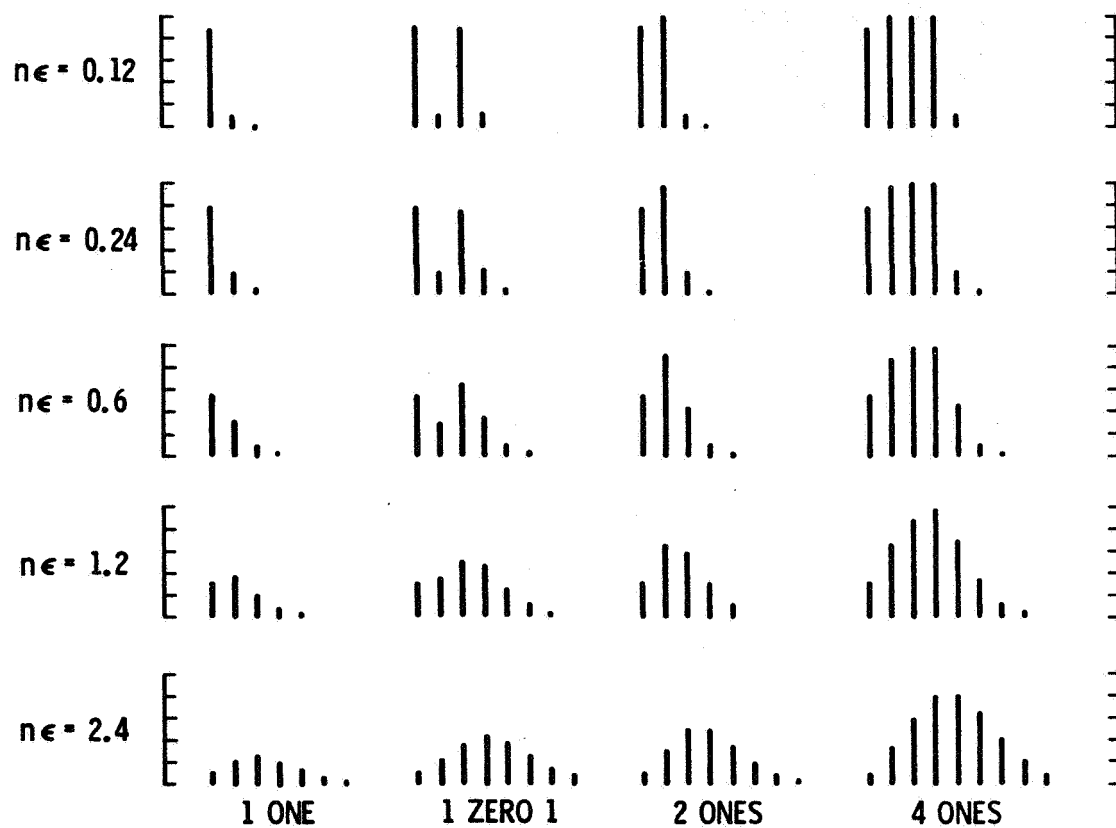 nϵ = 0.12
nϵ = 0.24
nϵ = 0.6
nϵ = 1.2
nϵ = 2.4
1 ONE 1 ZERO 1 2 ONES 4 ONES